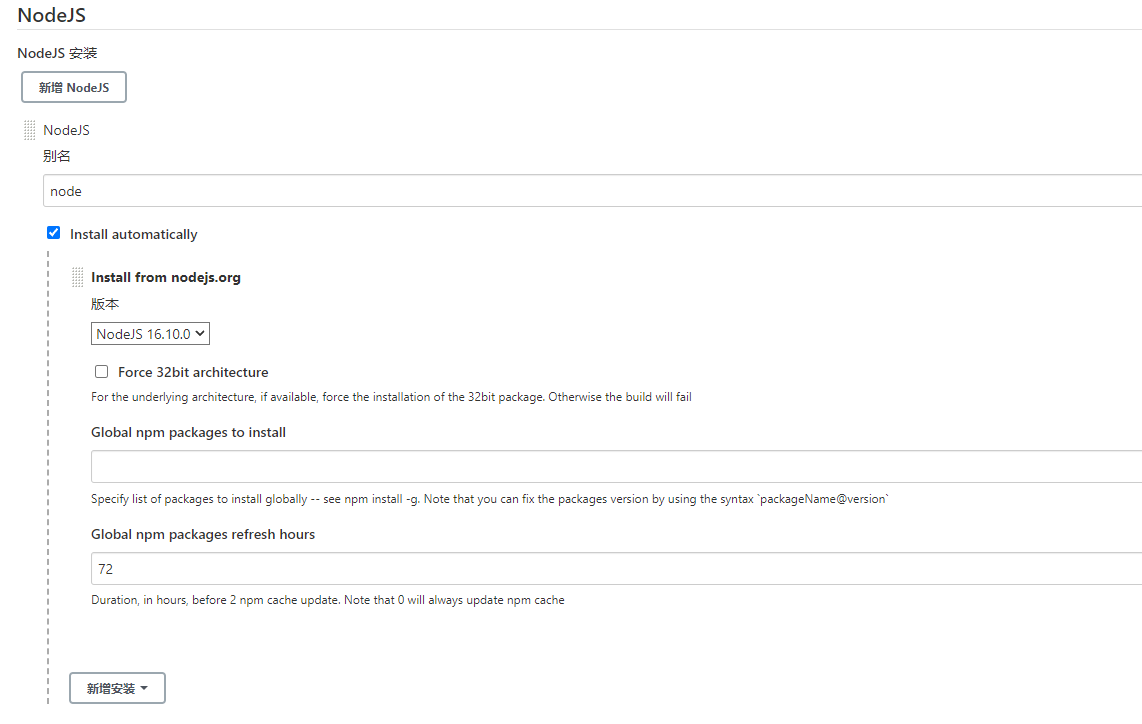 NodeJS
NodeJS 安装
新增 NodeJS
NodeJS
别名
node
Install automatically
Install from nodejs.org
版本
NodeJS 16.10.0
Force 32bit architecture
For the underlying architecture, if available, force the installation of the 32bit package. Otherwise the build will fail
Global npm packages to install
Specify list of packages to install globally -- see npm install -g. Note that you can fix the packages version by using the syntax `packageName@version`
Global npm packages refresh hours
72
Duration, in hours, before 2 npm cache update. Note that 0 will always update npm cache
新增安装